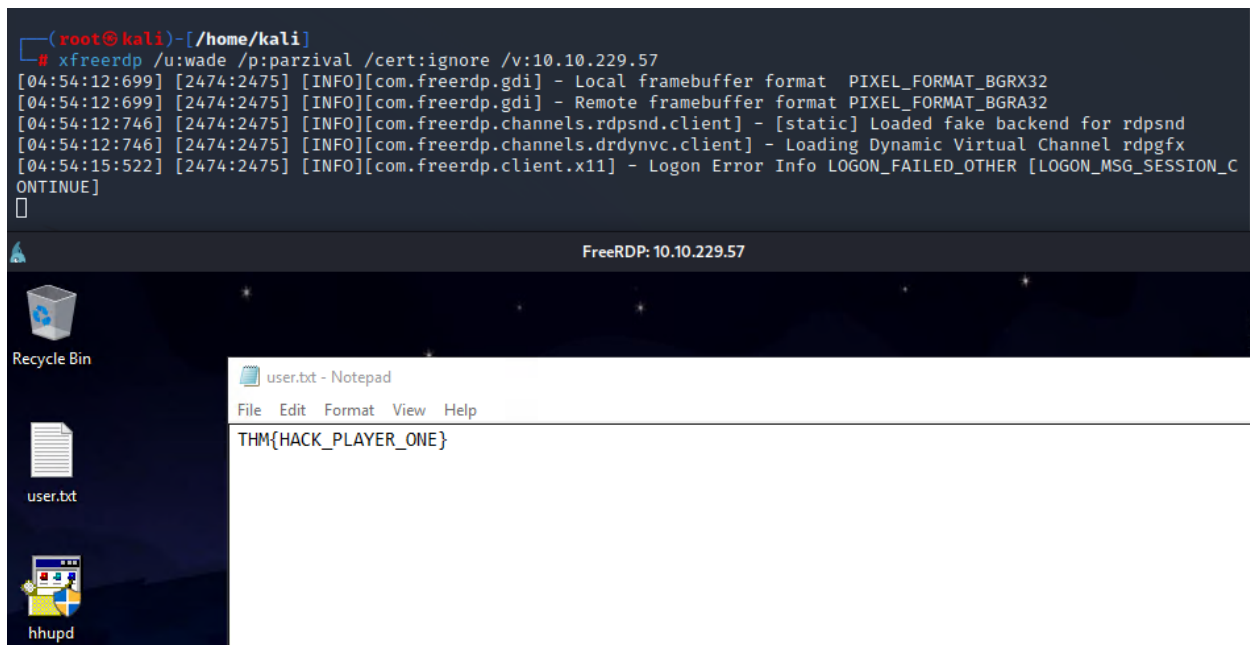 (root㉿kali)-[/home/kali]
# xfreerdp /u:wade /p:parzival /cert:ignore /v:10.10.229.57
[04:54:12:699] [2474:2475] [INFO][com.freerdp.gdi] - Local framebuffer format  PIXEL_FORMAT_BGRX32
[04:54:12:699] [2474:2475] [INFO][com.freerdp.gdi] - Remote framebuffer format PIXEL_FORMAT_BGRA32
[04:54:12:746] [2474:2475] [INFO][com.freerdp.channels.rdpsnd.client] - [static] Loaded fake backend for rdpsnd
[04:54:12:746] [2474:2475] [INFO][com.freerdp.channels.drdynvc.client] - Loading Dynamic Virtual Channel rdpgfx
[04:54:15:522] [2474:2475] [INFO][com.freerdp.client.x11] - Logon Error Info LOGON_FAILED_OTHER [LOGON_MSG_SESSION_C
ONTINUE]
FreeRDP: 10.10.229.57
Recycle Bin
user.txt - Notepad
File Edit Format View Help
THM{HACK_PLAYER_ONE}
user.txt
hhupd